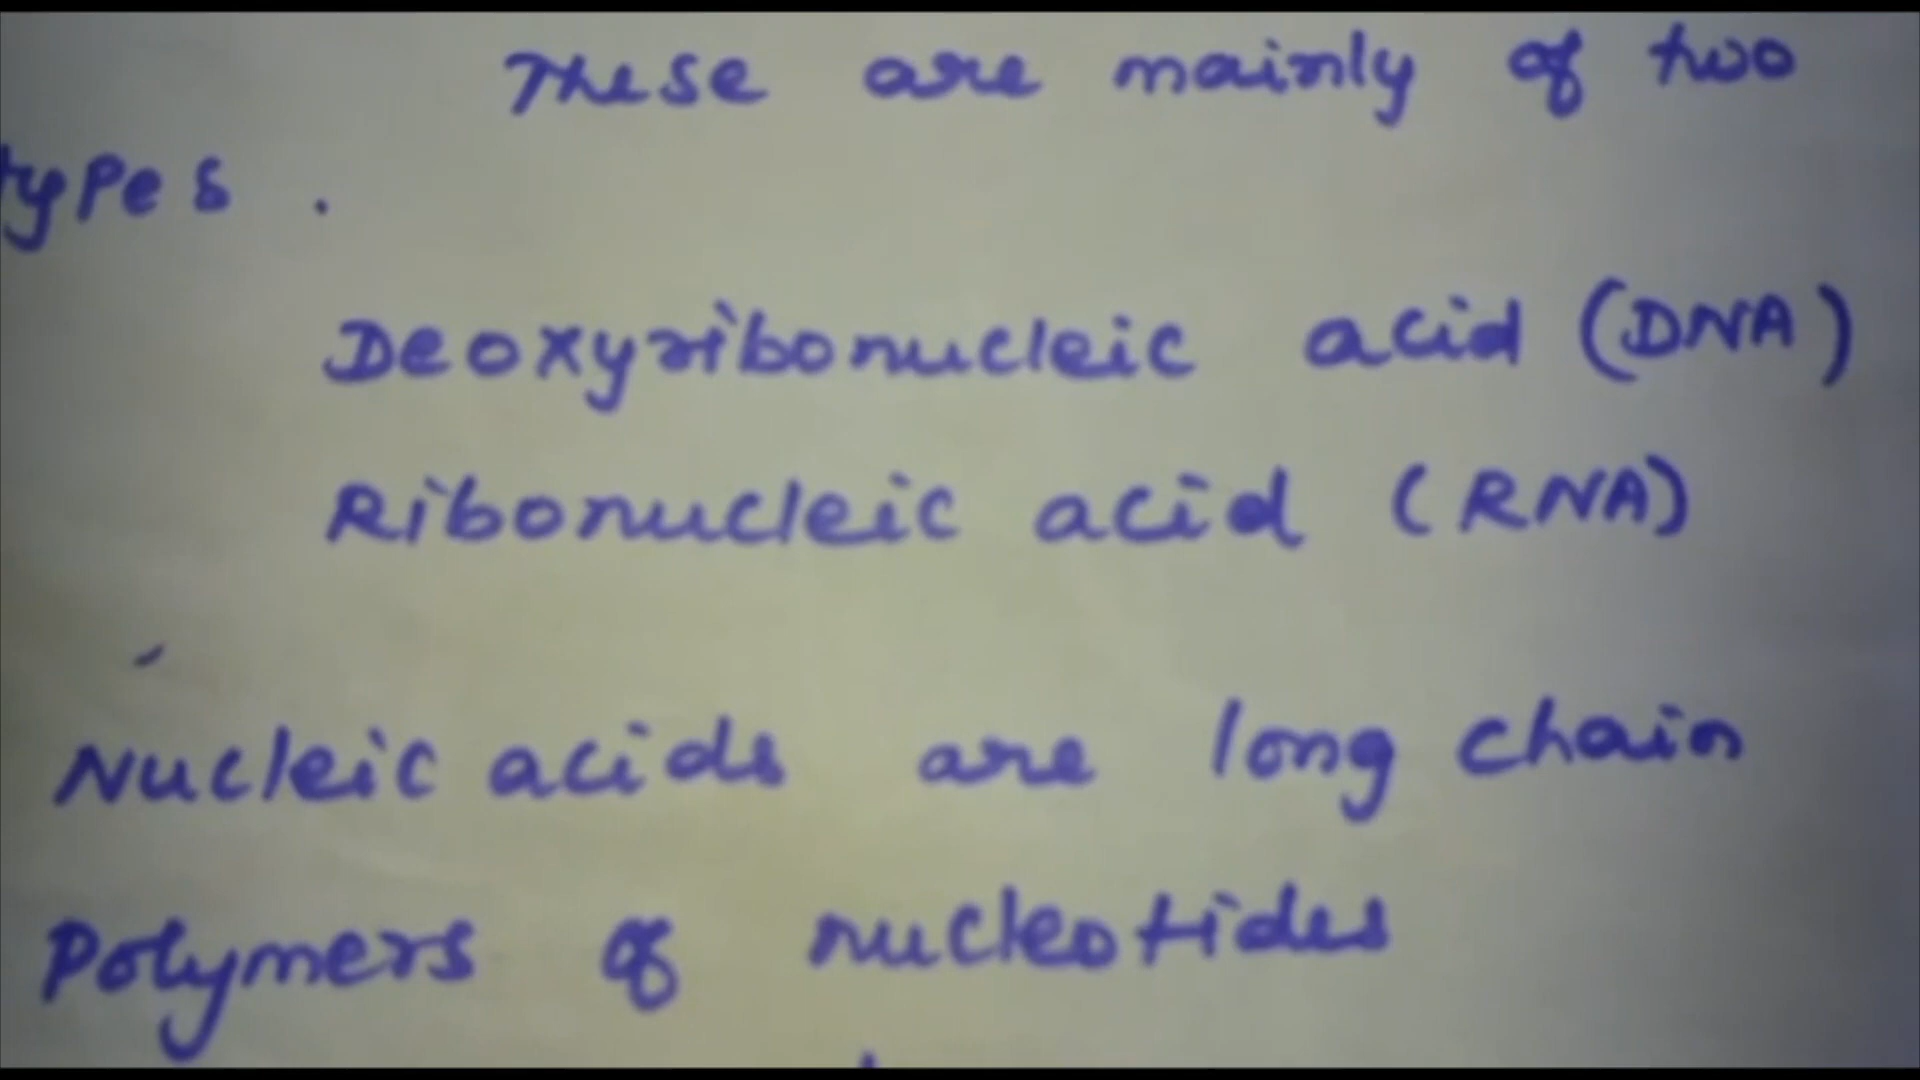 These are mainly of two
types .
Deoxyribonucleic acid (DNA)
Ribonucleic acid (RNA)
Nucleic acids are long chain
Polymers of nucleotides